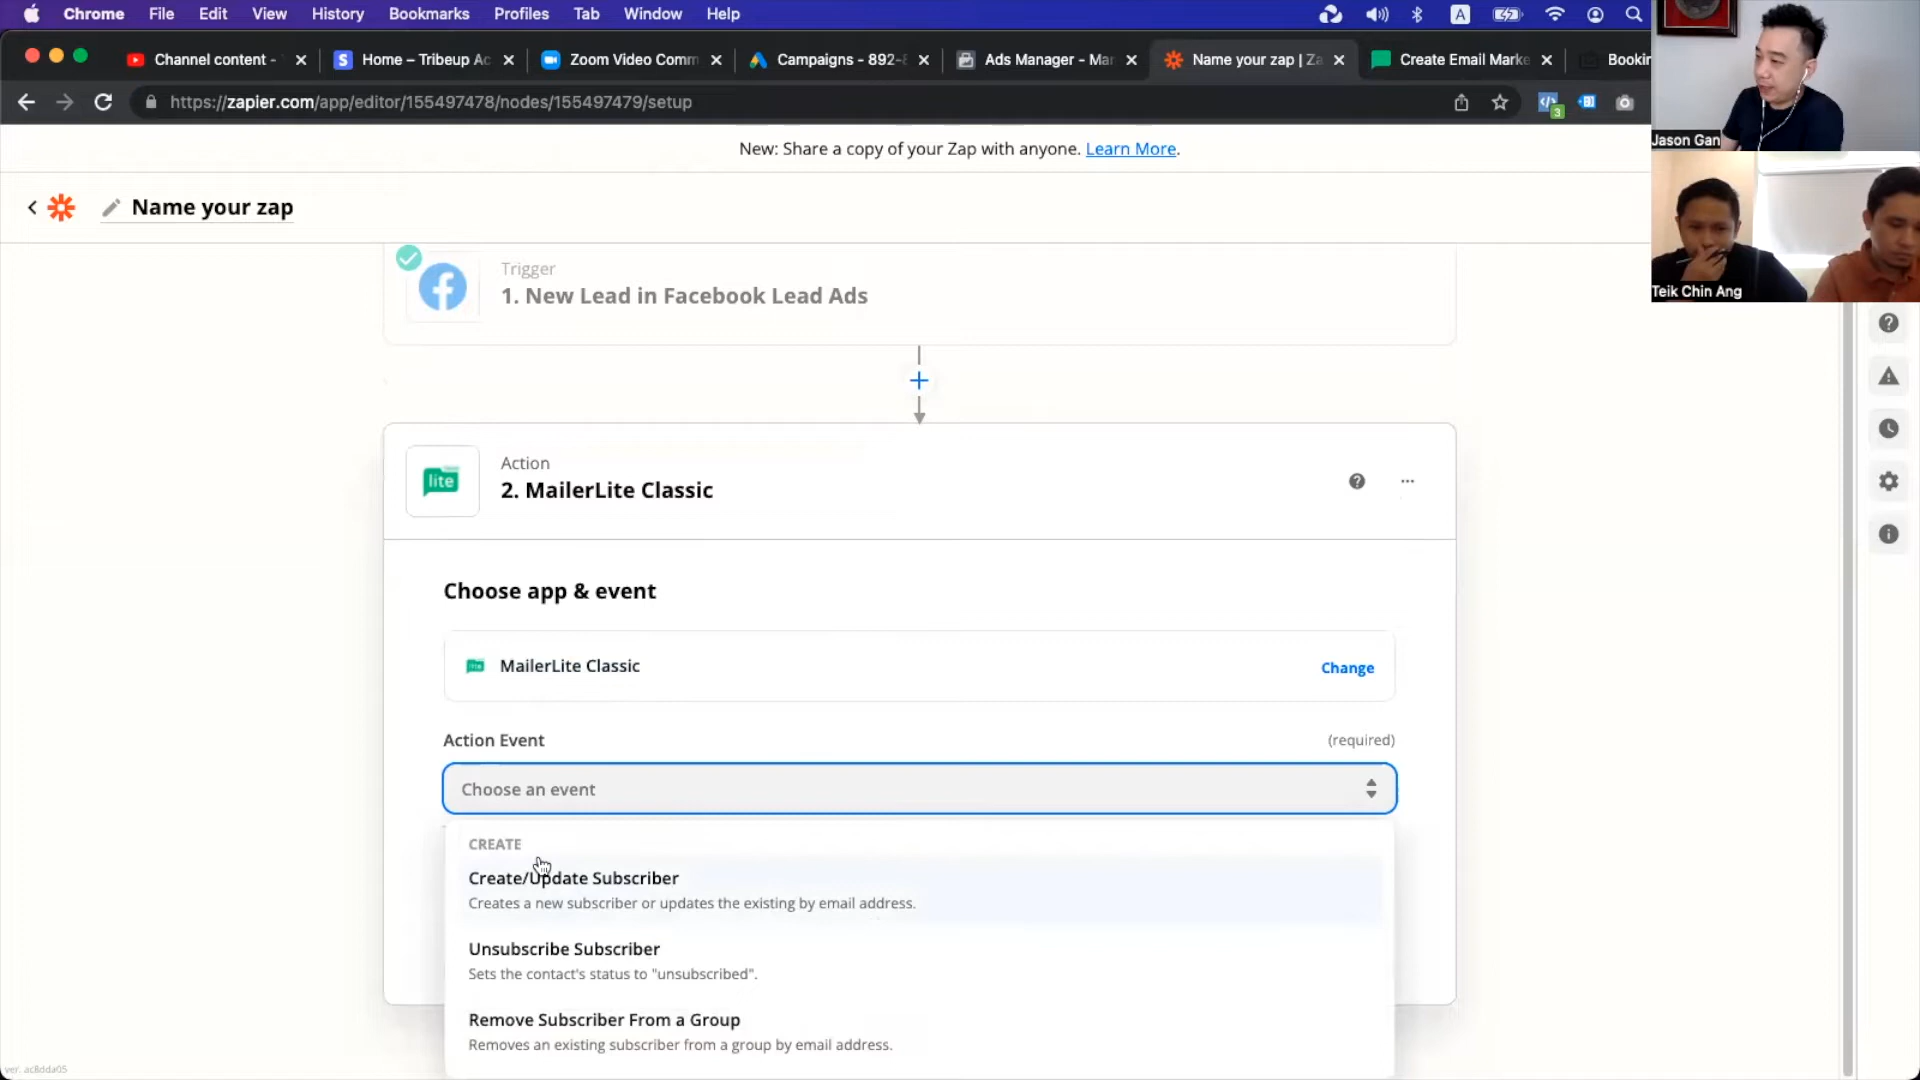 Chrome File Edit View History Bookmarks Profiles Tab Window Help
A
Channel content -
Home – Tribeup Ac
Zoom Video Comm
Campaigns - 892-
Ads Manager - Ma
Name your zap | Za
Create Email Marke
Bookin
https://zapier.com/app/editor/155497478/nodes/155497479/setup
3
New: Share a copy of your Zap with anyone. Learn More.
Name your zap
Jason Gan
Teik Chin Ang
Trigger
1. New Lead in Facebook Lead Ads
lite
Action
2. MailerLite Classic
Choose app & event
MailerLite Classic
Change
Action Event
(required)
Choose an event
CREATE
Create/Update Subscriber
Creates a new subscriber or updates the existing by email address.
Unsubscribe Subscriber
Sets the contact's status to "unsubscribed".
Remove Subscriber From a Group
Removes an existing subscriber from a group by email address.
ver. ac8dda05